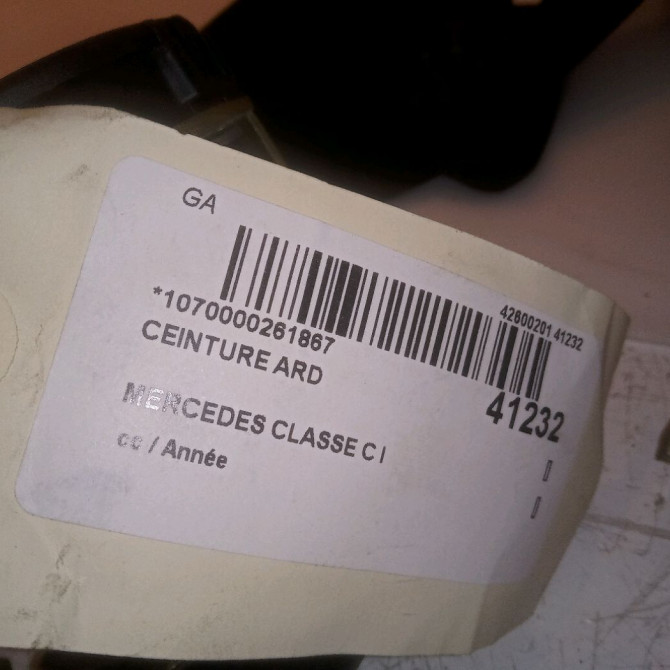 GA
*1070000261867
42600201 41232
CEINTURE ARD
41232
MERCEDES CLASSE C I
cc / Année